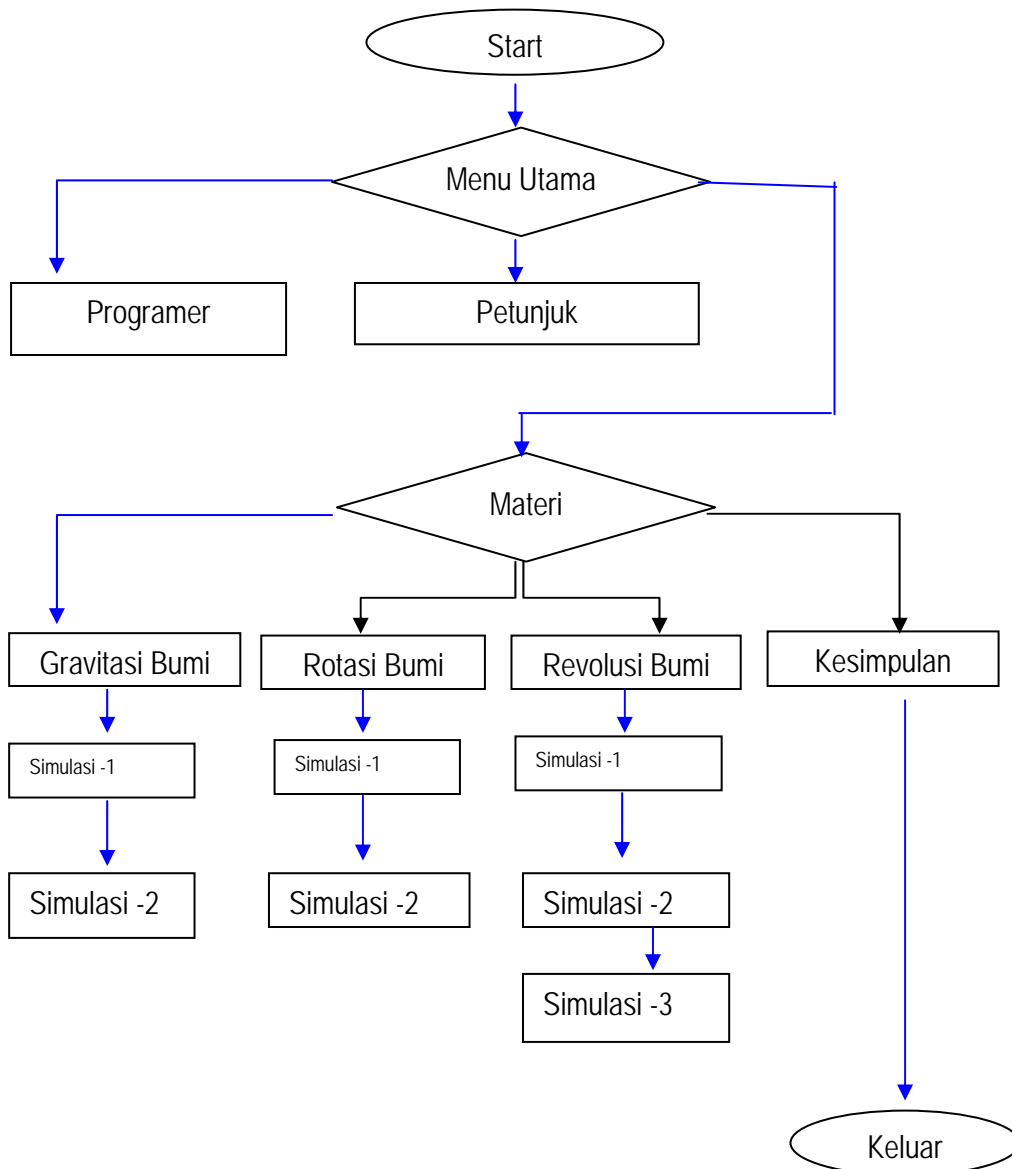 Start
Menu Utama
Programer
Petunjuk
Materi
Gravitasi Bumi
Rotasi Bumi
Revolusi Bumi
Kesimpulan
Simulasi -1
Simulasi -1
Simulasi -1
Simulasi -2
Simulasi -2
Simulasi -2
Simulasi -3
Keluar